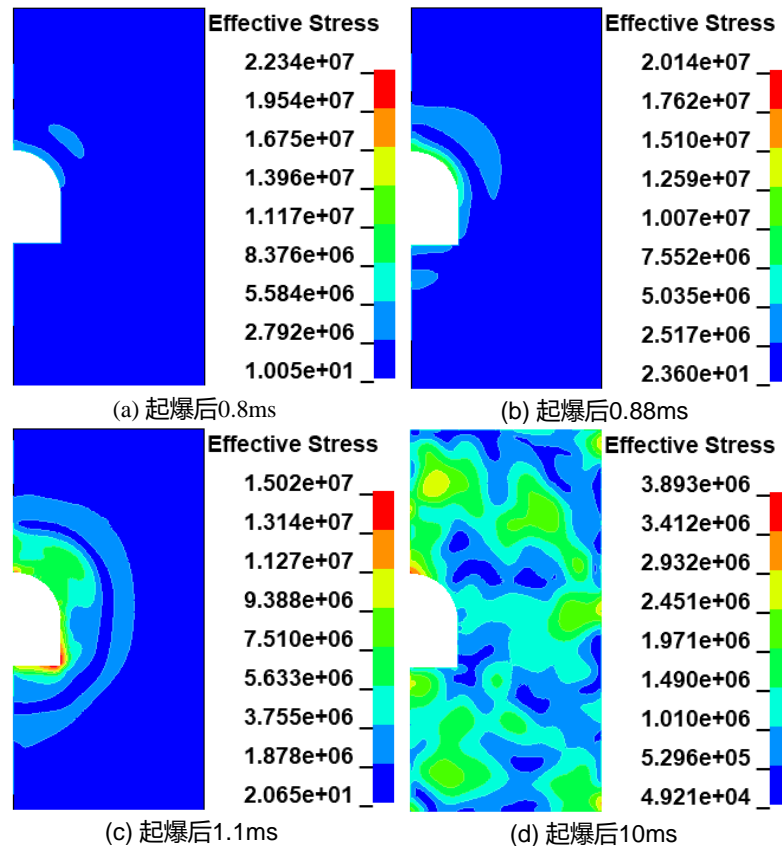 Effective Stress
2.234e+07
1.954e+07
1.675e+07
1.396e+07
1.117e+07
8.376e+06
5.584e+06
2.792e+06
1.005e+01
(a) 起爆后0.8ms
Effective Stress
2.014e+07
1.762e+07
1.510e+07
1.259e+07
1.007e+07
7.552e+06
5.035e+06
2.517e+06
2.360e+01
(b) 起爆后0.88ms
Effective Stress
1.502e+07
1.314e+07
1.127e+07
9.388e+06
7.510e+06
5.633e+06
3.755e+06
1.878e+06
2.065e+01
(c) 起爆后1.1ms
Effective Stress
3.893e+06
3.412e+06
2.932e+06
2.451e+06
1.971e+06
1.490e+06
1.010e+06
5.296e+05
4.921e+04
(d) 起爆后10ms